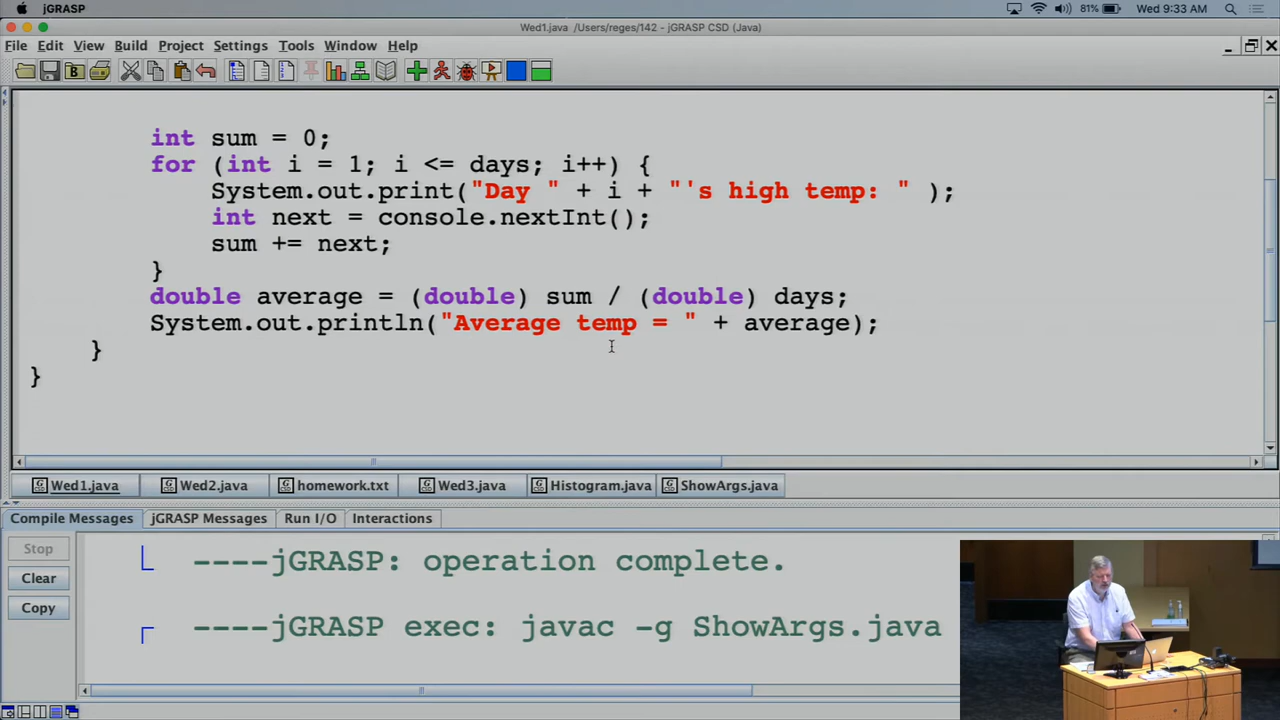 jGRASP
81%
Wed 9:33 AM
Wed1.java /Users/reges/142 - jGRASP CSD (Java)
File Edit View Build Project Settings Tools Window Help
int sum = 0;
for (int i = 1; i <= days; i++) {
System.out.print("Day " + i + "'s high temp: " );
int next = console.nextInt();
sum += next;
}
double average = (double) sum / (double) days;
System.out.println("Average temp = " + average);
}
}
Wed1.java Wed2.java homework.txt Wed3.java Histogram.java ShowArgs.java
Compile Messages jGRASP Messages Run I/O Interactions
Stop
Clear
Copy
----jGRASP: operation complete.
----jGRASP exec: javac -g ShowArgs.java